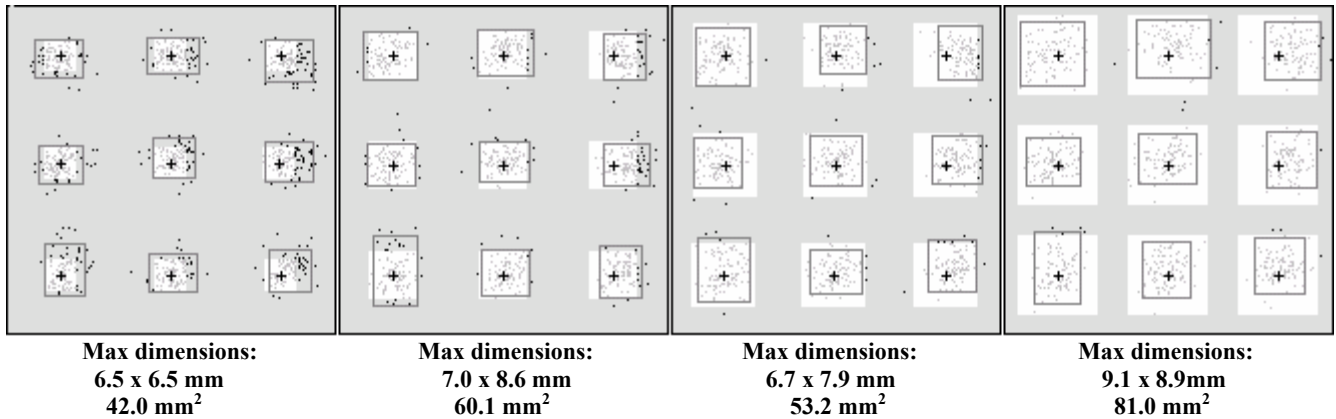 Max dimensions:
6.5 x 6.5 mm
42.0 mm²
Max dimensions:
7.0 x 8.6 mm
60.1 mm²
Max dimensions:
6.7 x 7.9 mm
53.2 mm²
Max dimensions:
9.1 x 8.9mm
81.0 mm²